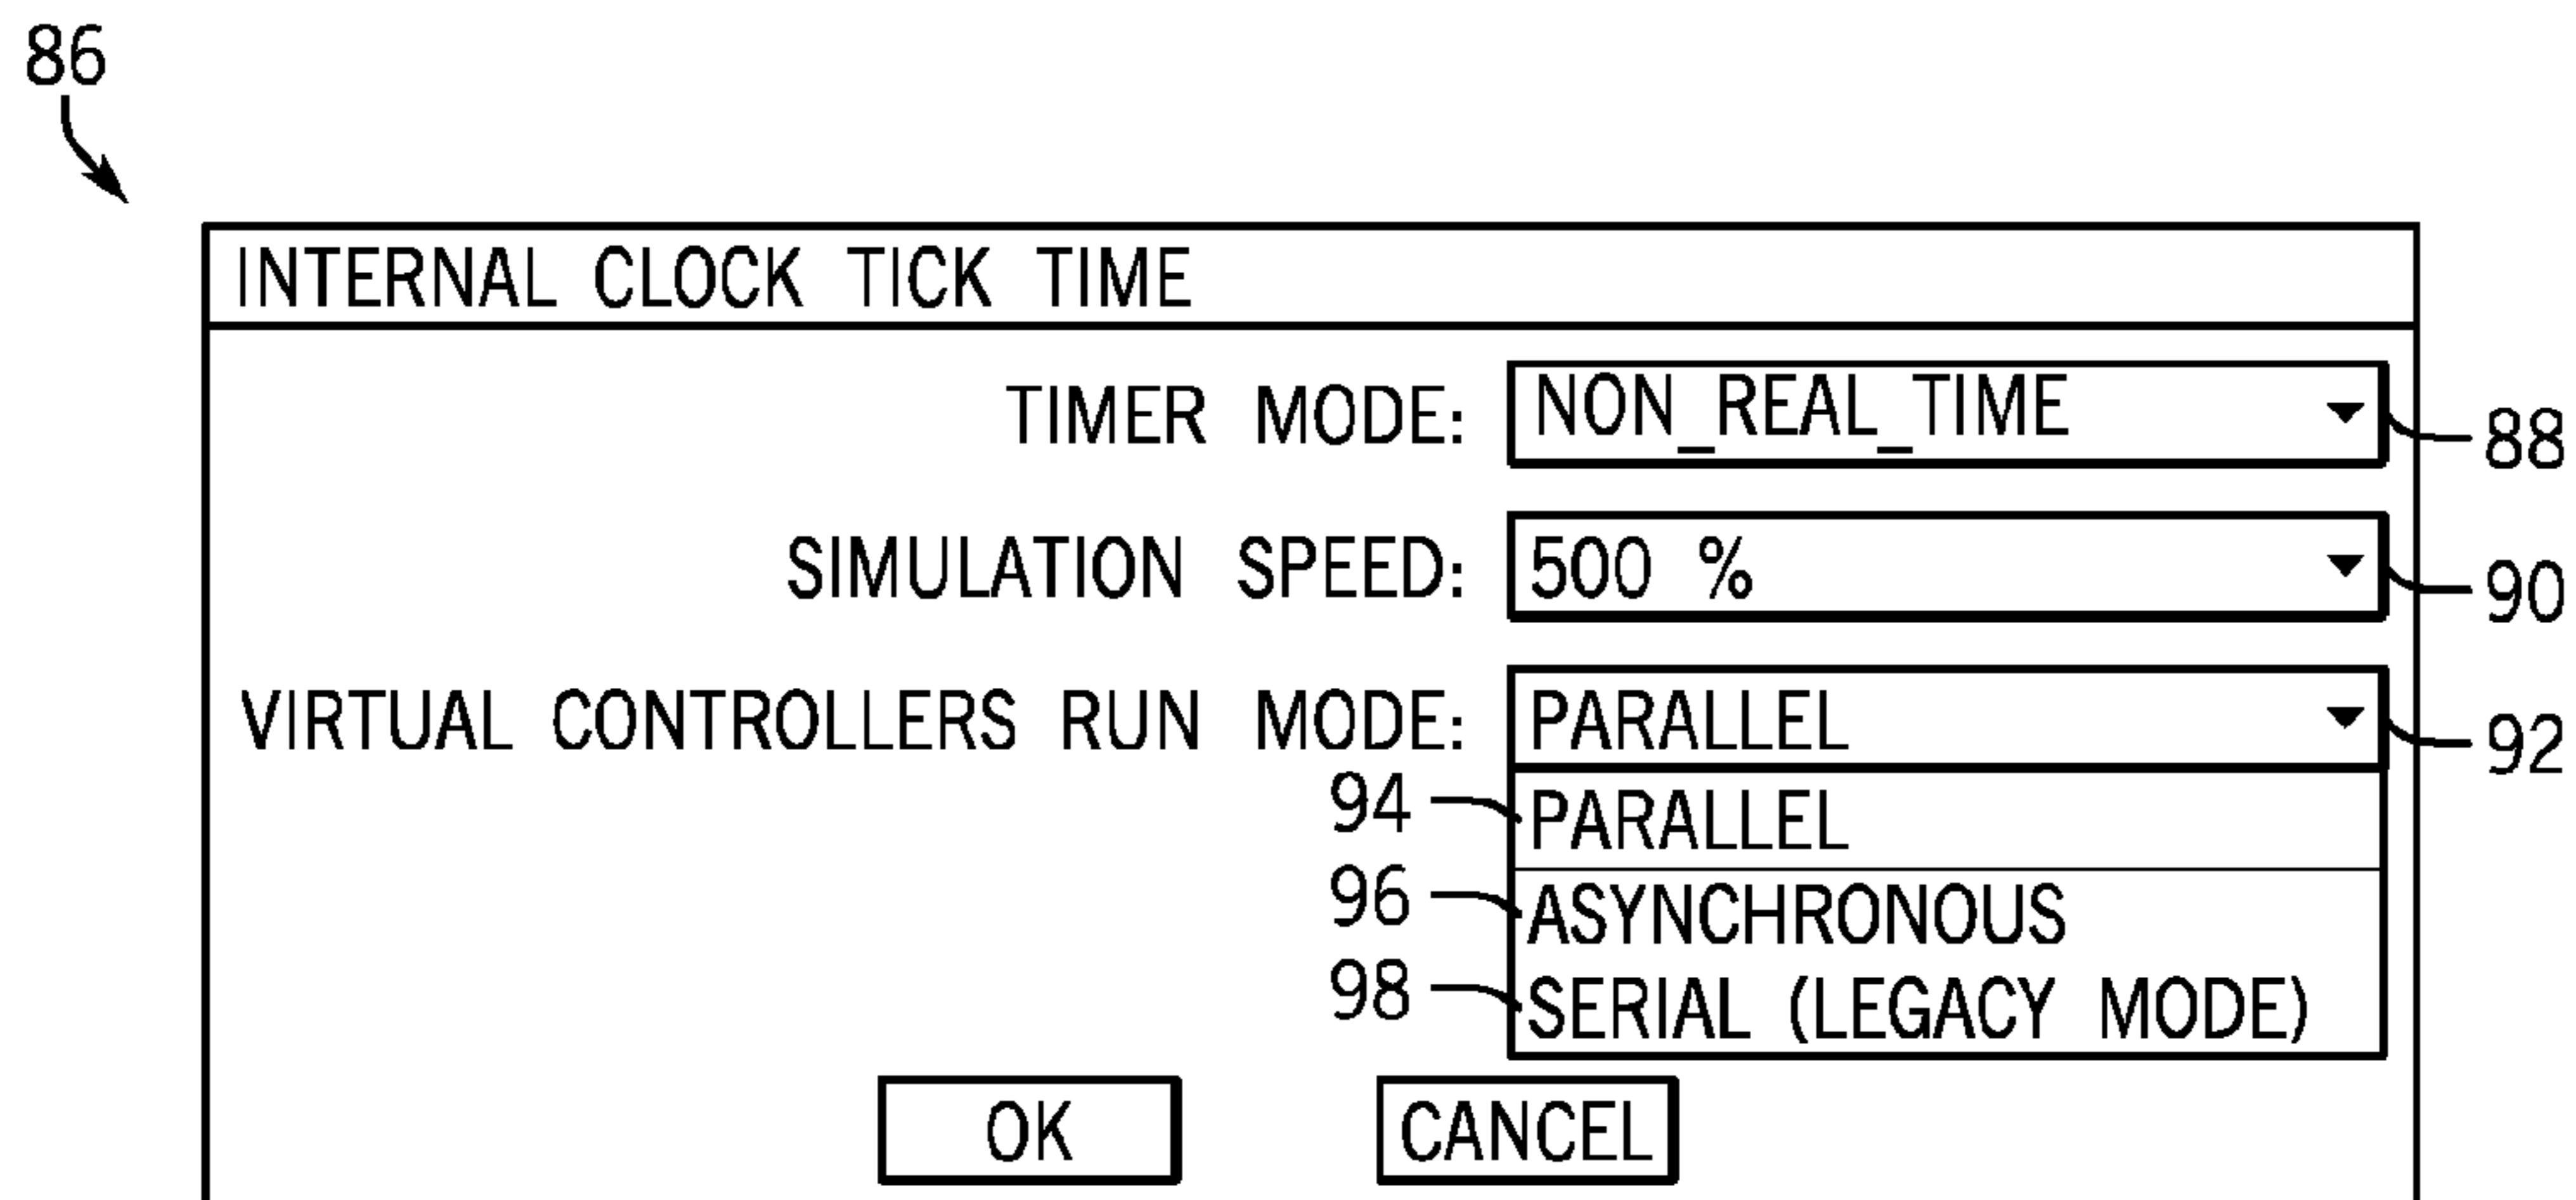 86
INTERNAL CLOCK TICK TIME
TIMER MODE: NON_REAL_TIME 88
SIMULATION SPEED: 500 % 90
VIRTUAL CONTROLLERS RUN MODE: PARALLEL 92
94 PARALLEL
96 ASYNCHRONOUS
98 SERIAL (LEGACY MODE)
OK CANCEL